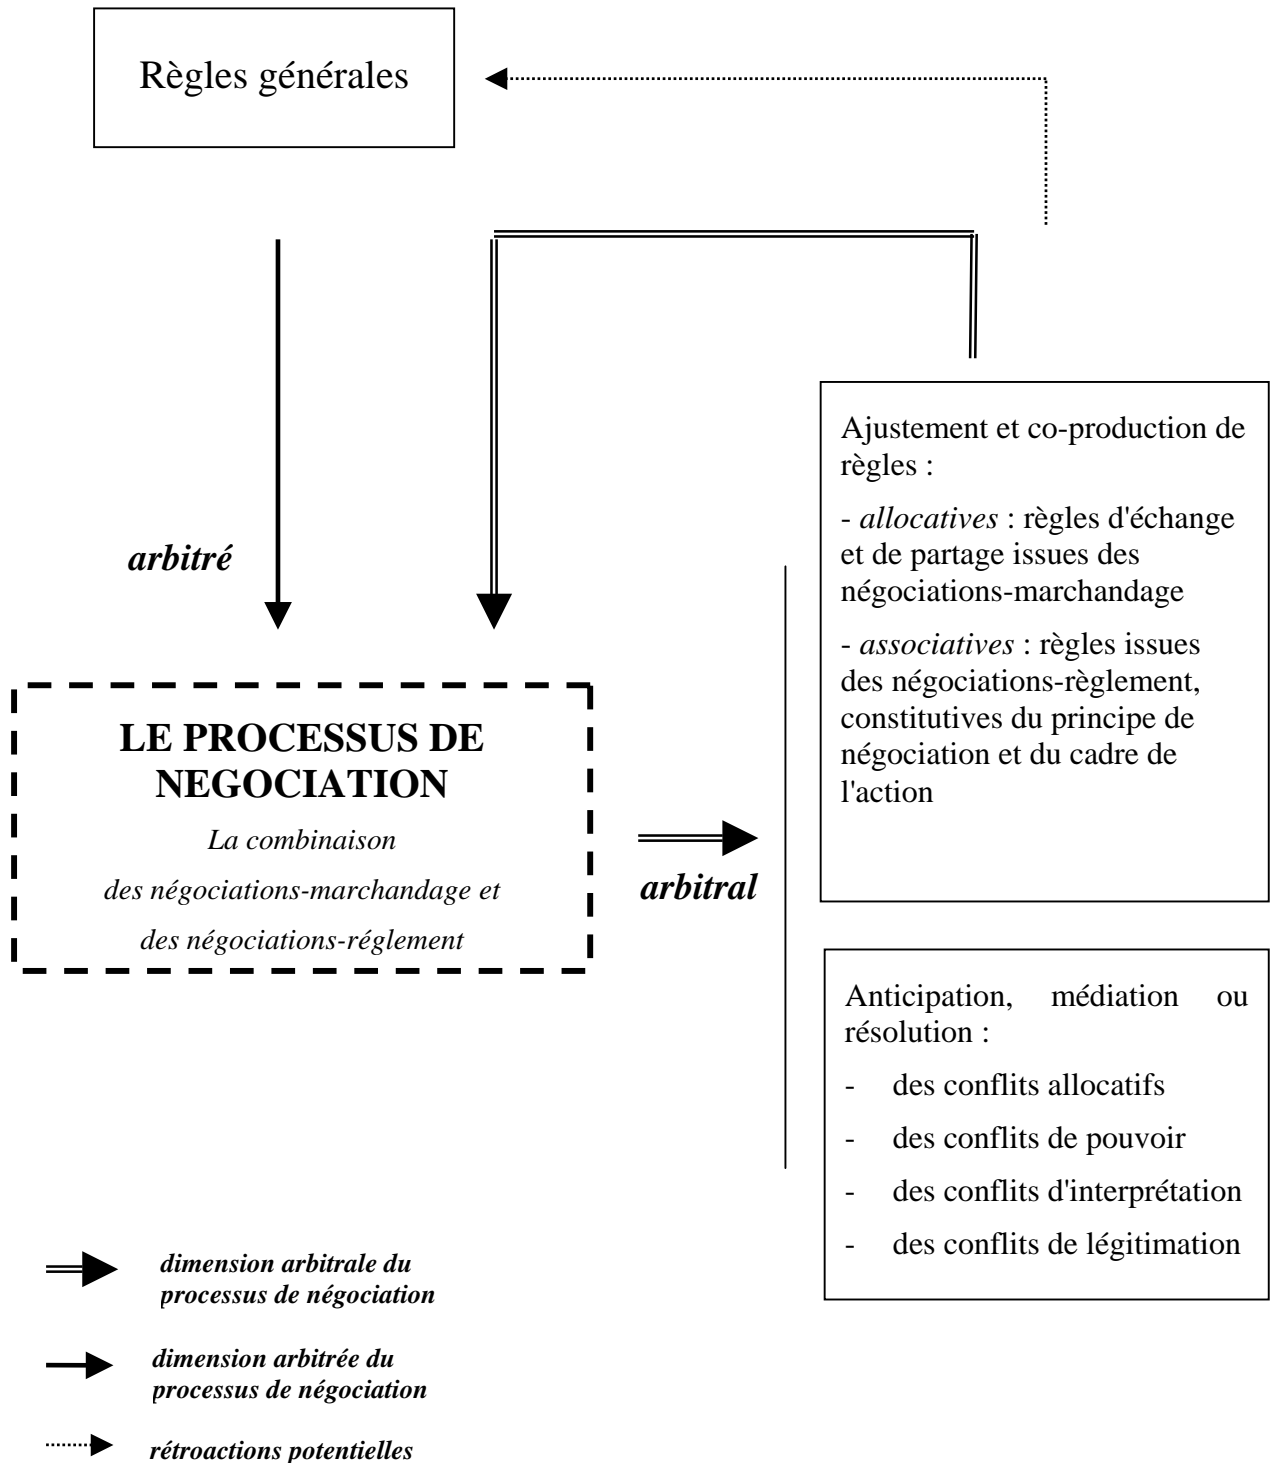 Règles générales
arbitré
LE PROCESSUS DE
NEGOCIATION
La combinaison
des négociations-marchandage et
des négociations-réglement
arbitral
Ajustement et co-production de
règles :
- allocatives : règles d'échange
et de partage issues des
négociations-marchandage
- associatives : règles issues
des négociations-règlement,
constitutives du principe de
négociation et du cadre de
l'action
Anticipation, médiation ou
résolution :
- des conflits allocatifs
- des conflits de pouvoir
- des conflits d'interprétation
- des conflits de légitimation
dimension arbitrale du
processus de négociation
dimension arbitrée du
processus de négociation
rétroactions potentielles